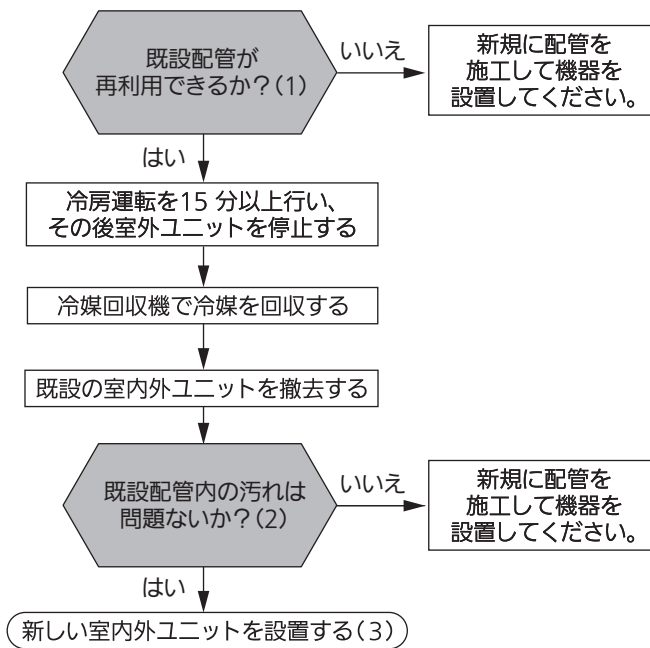 既設配管が
再利用できるか？(1)
いいえ
新規に配管を
施工して機器を
設置してください。
はい
冷房運転を15 分以上行い、
その後室外ユニットを停止する
冷媒回収機で冷媒を回収する
既設の室内外ユニットを撤去する
既設配管内の汚れは
問題ないか？(2)
いいえ
新規に配管を
施工して機器を
設置してください。
はい
新しい室内外ユニットを設置する(3)